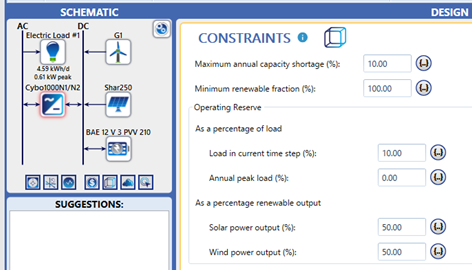 SCHEMATIC
AC DC
Electric Load #1 G1
4.59 kWh/d
0.61 kW peak
Cybo1000N1/N2 Shar250
BAE 12 V 3 PVV 210
SUGGESTIONS:
DESIGN
CONSTRAINTS
Maximum annual capacity shortage (%): 10.00 {..}
Minimum renewable fraction (%): 100.00 {..}
Operating Reserve
As a percentage of load
Load in current time step (%): 10.00 {..}
Annual peak load (%): 0.00 {..}
As a percentage renewable output
Solar power output (%): 50.00 {..}
Wind power output (%): 50.00 {..}